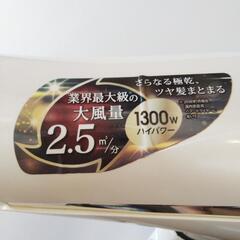 さらなる極乾、
ツヤ髪まとまる
業界最大級の
大風量
2.5㎥/分
1300W
ハイパワー